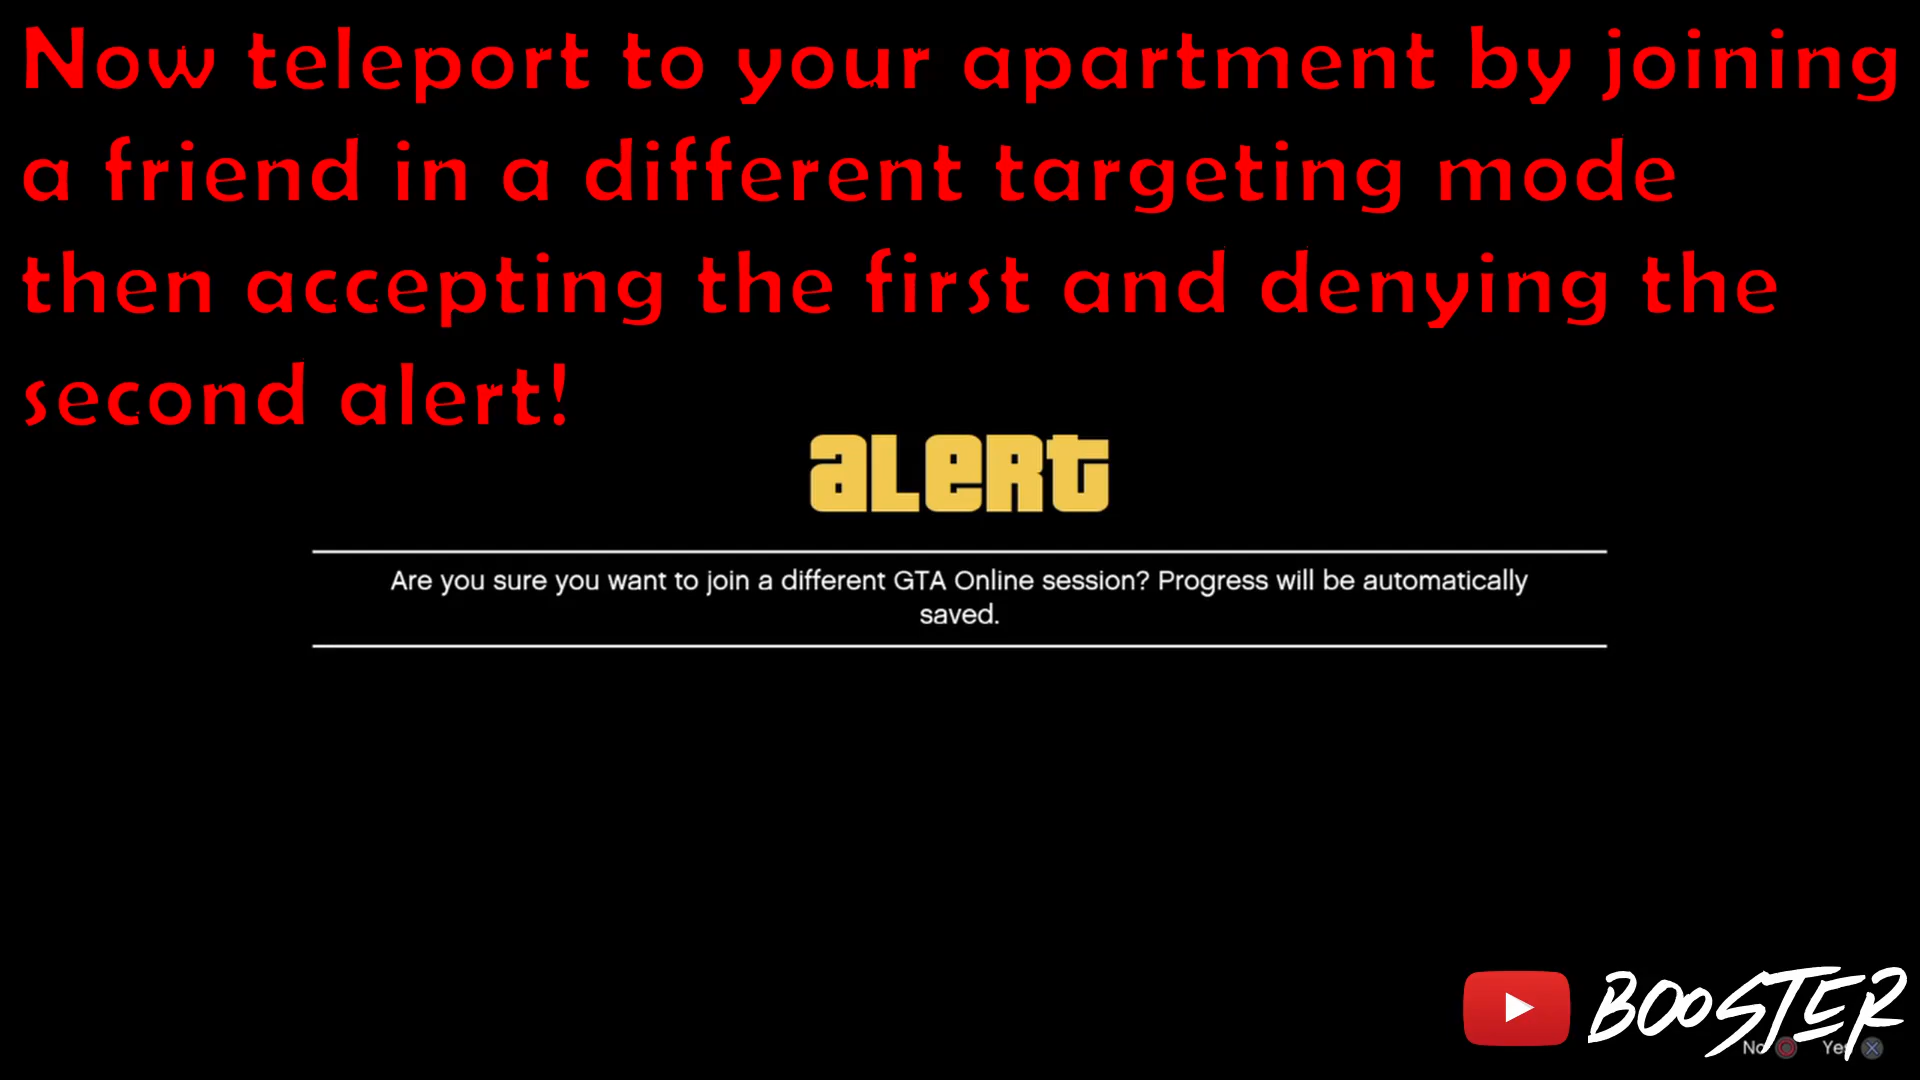 Now teleport to your apartment by joining
a friend in a different targeting mode
then accepting the first and denying the
second alert!
alert
Are you sure you want to join a different GTA Online session? Progress will be automatically
saved.
BOOSTER
No Yes